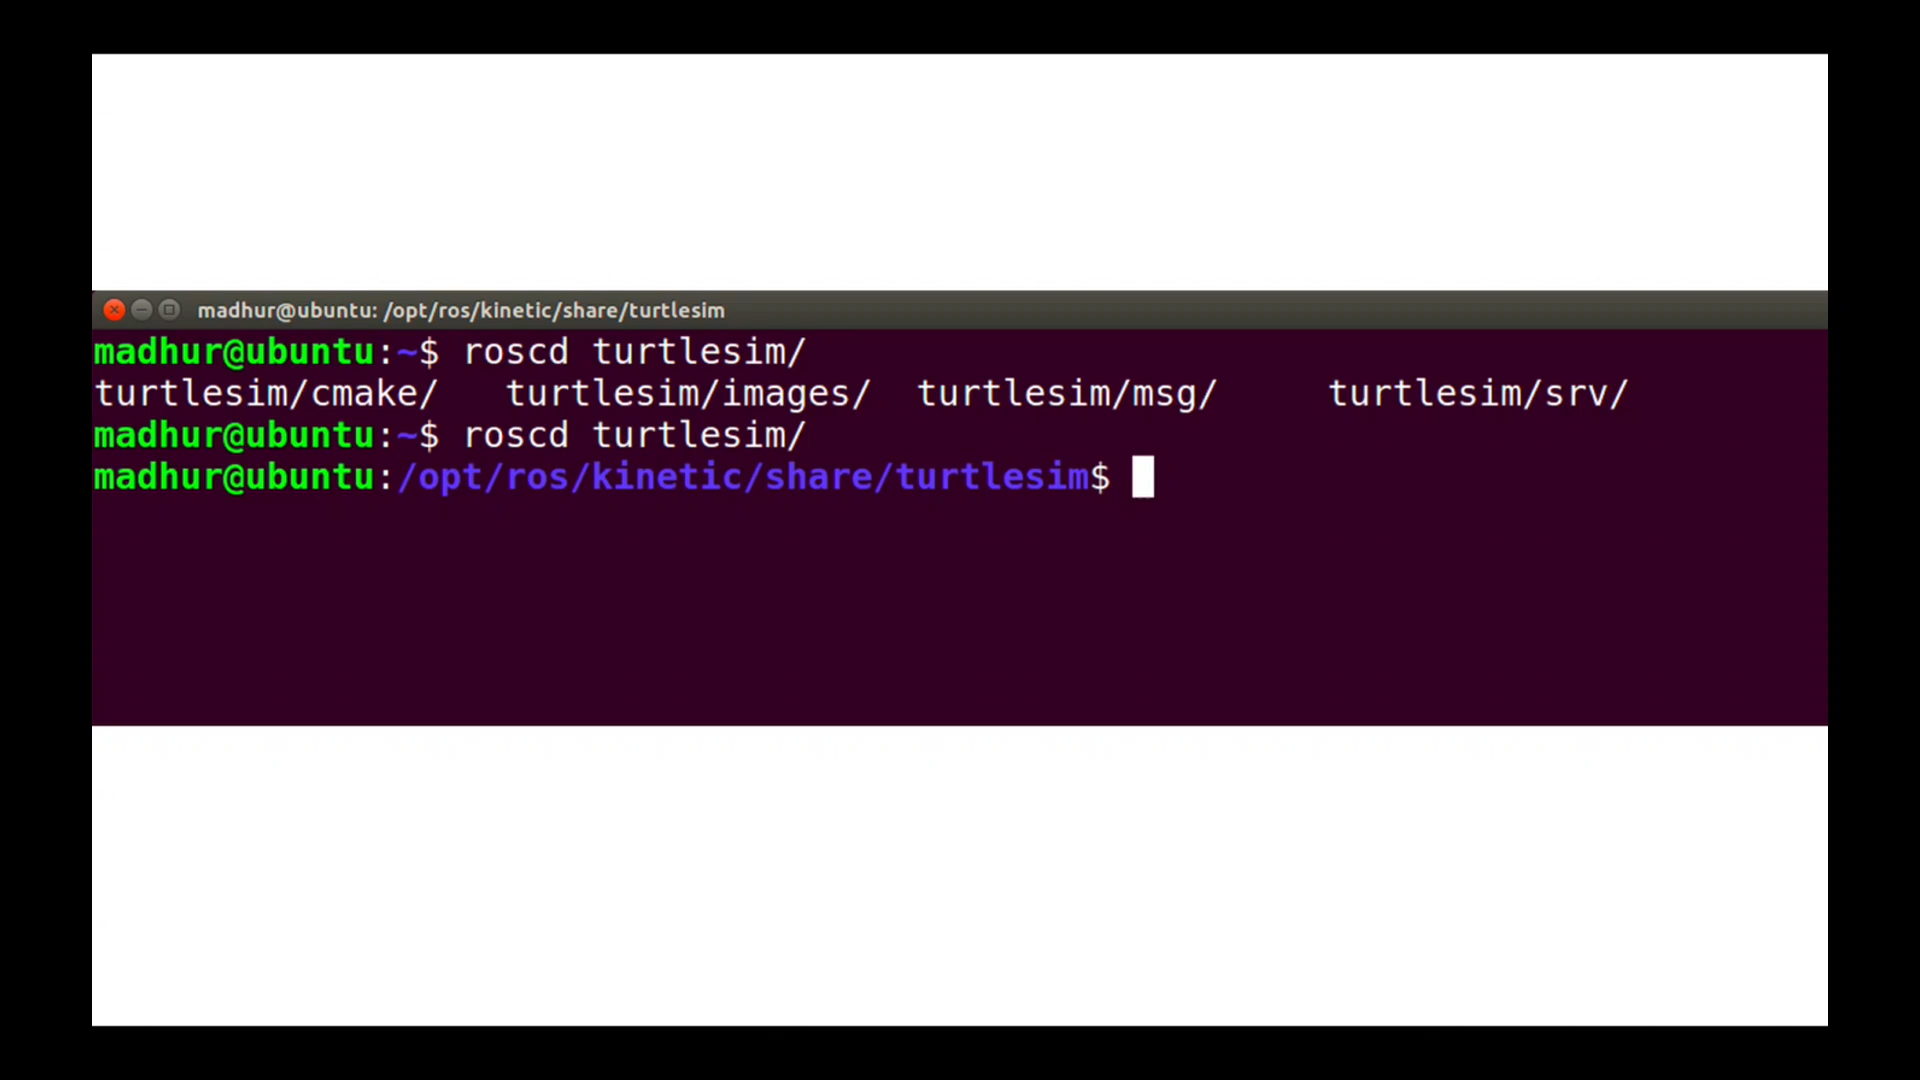 madhur@ubuntu: /opt/ros/kinetic/share/turtlesim
madhur@ubuntu:~$ roscd turtlesim/
turtlesim/cmake/   turtlesim/images/  turtlesim/msg/     turtlesim/srv/
madhur@ubuntu:~$ roscd turtlesim/
madhur@ubuntu:/opt/ros/kinetic/share/turtlesim$